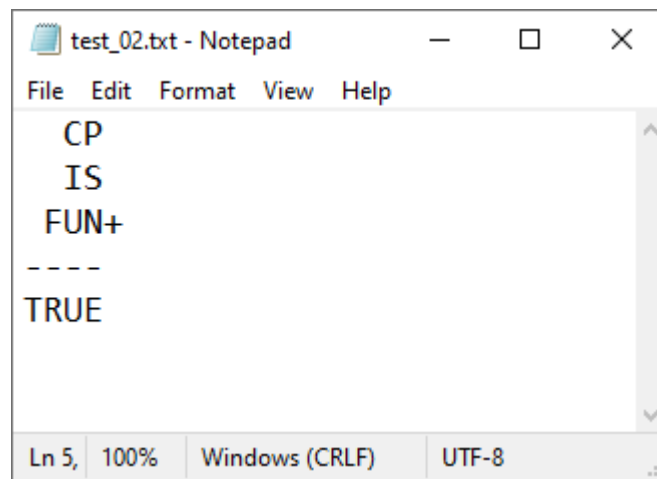 test_02.txt - Notepad
File Edit Format View Help
  CP
  IS
 FUN+
----
TRUE
Ln 5, 100% Windows (CRLF) UTF-8